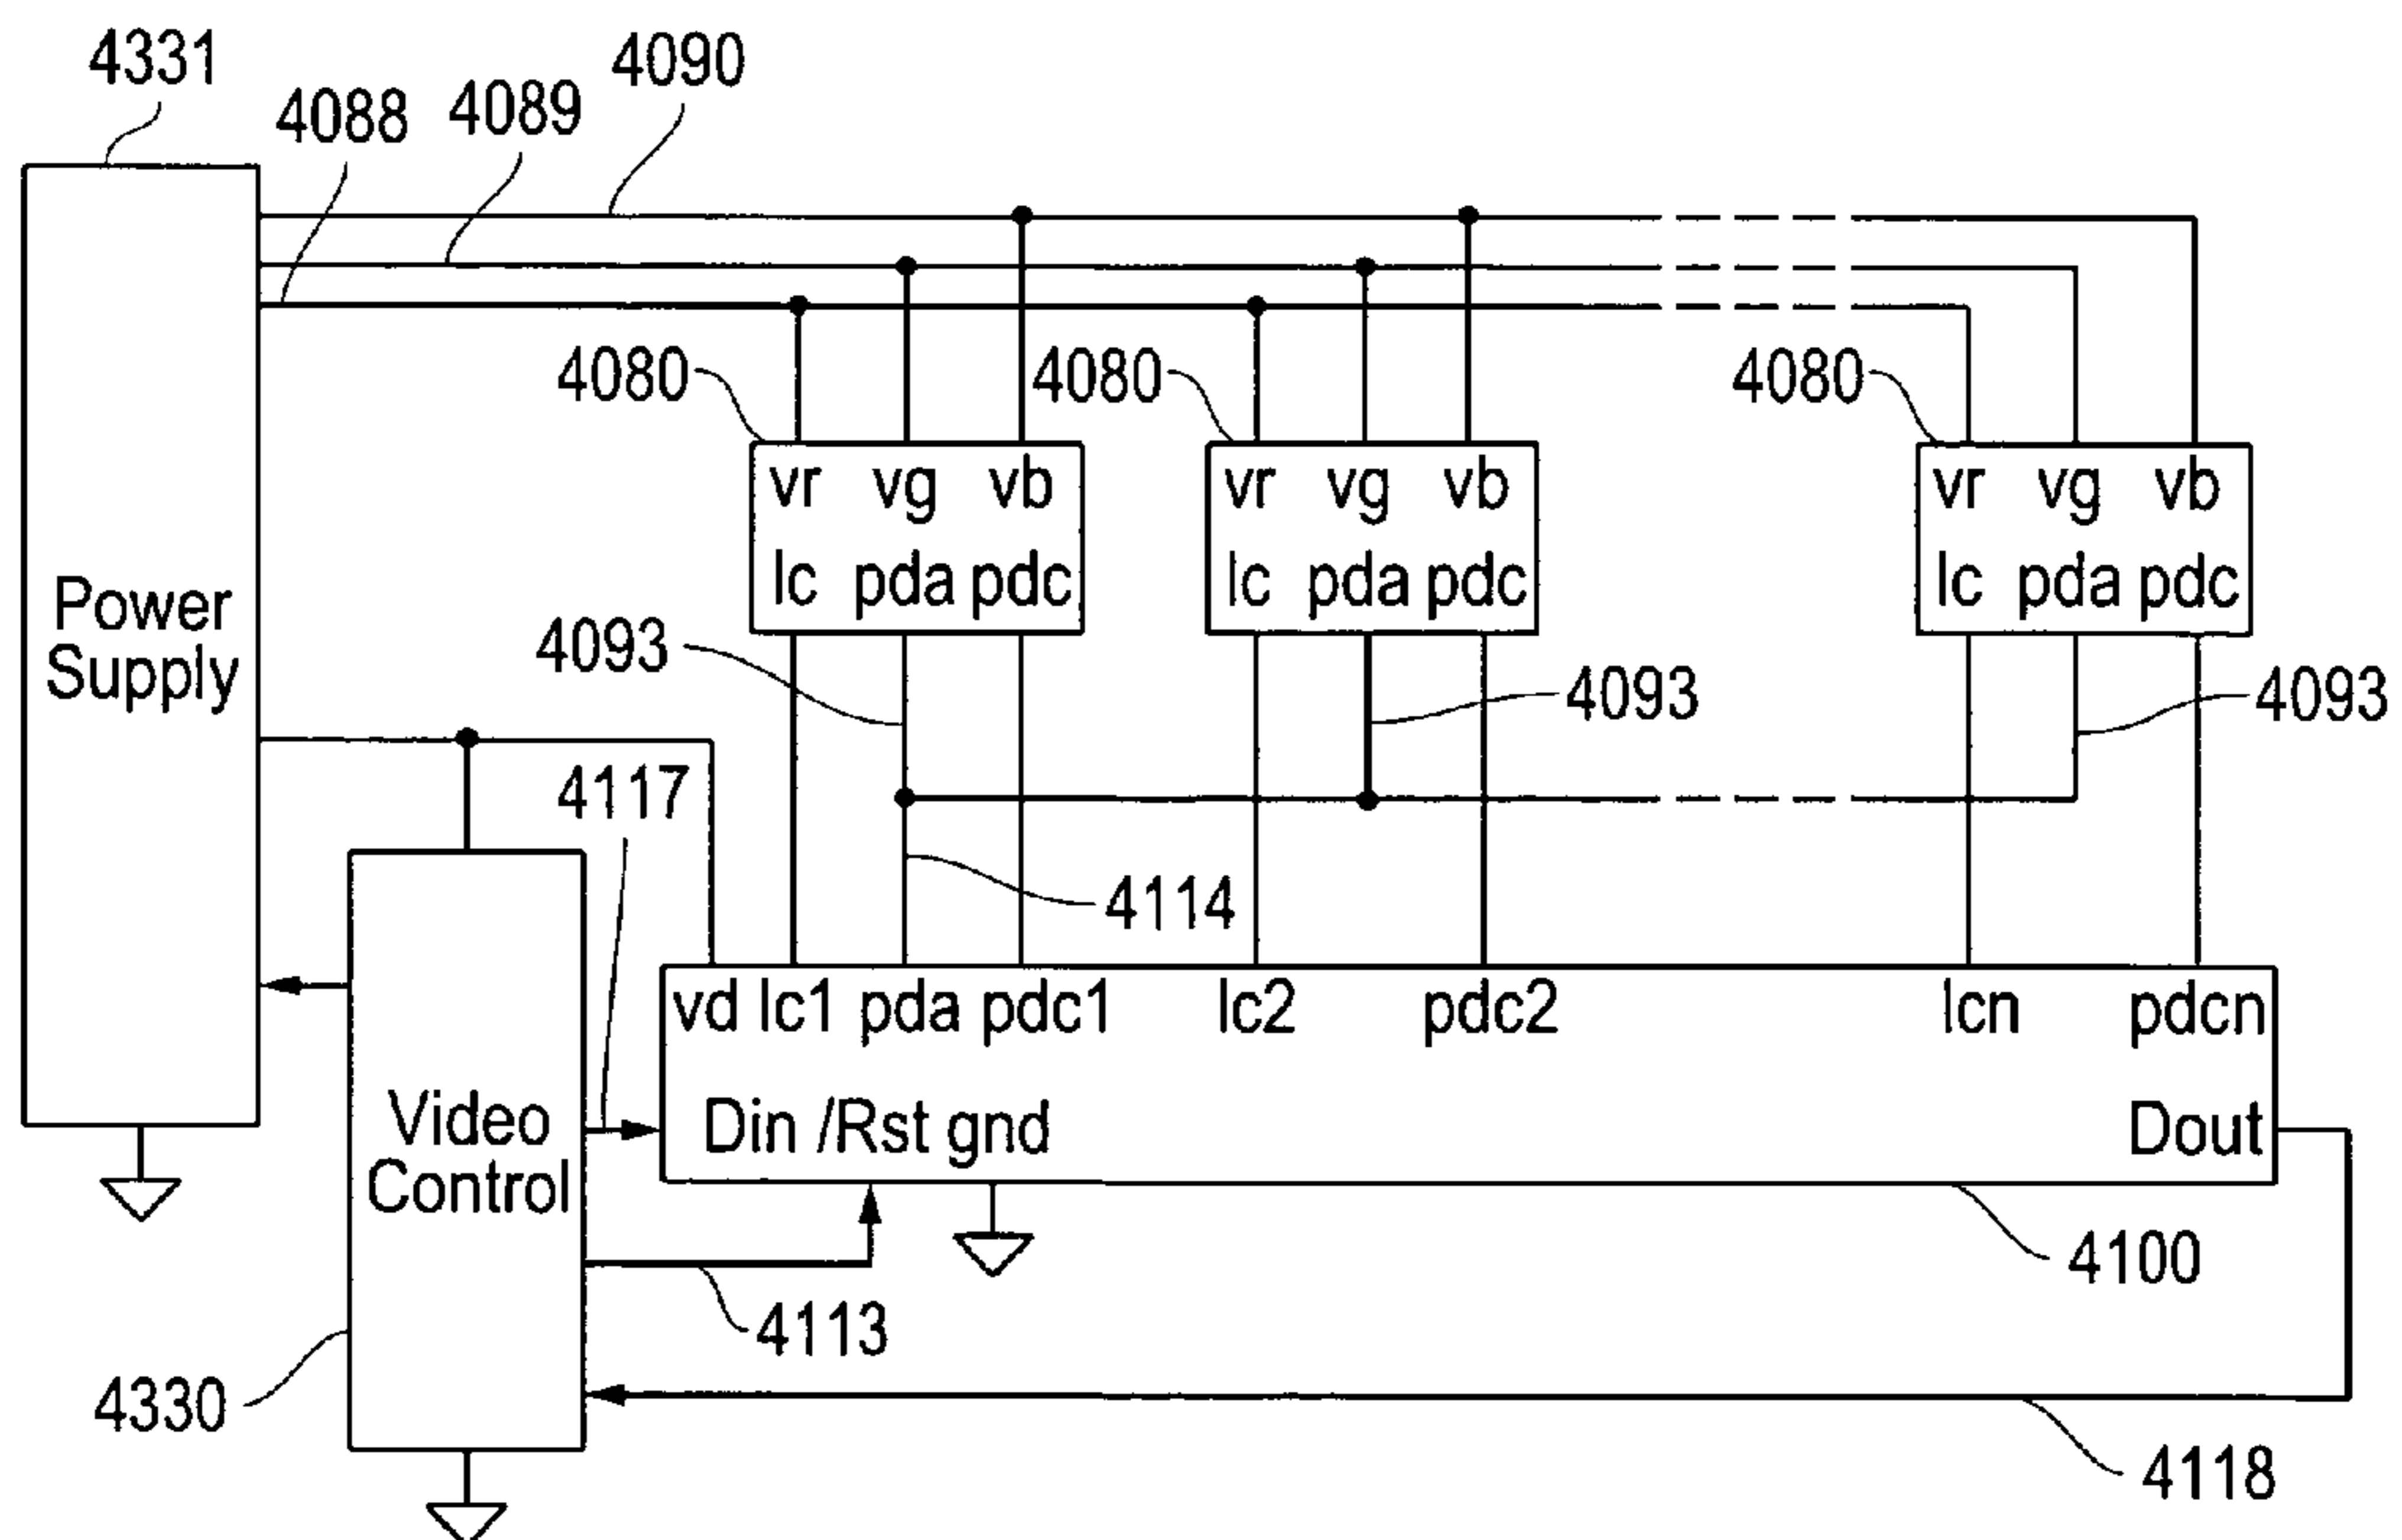 4331
4090
4088
4089
4080
4080
4080
vr vg vb
lc pda pdc
vr vg vb
lc pda pdc
vr vg vb
lc pda pdc
Power
Supply
4093
4093
4093
4117
4114
vd lc1 pda pdc1 lc2 pdc2 lcn pdcn
Din /Rst gnd Dout
Video
Control
4100
4113
4330
4118